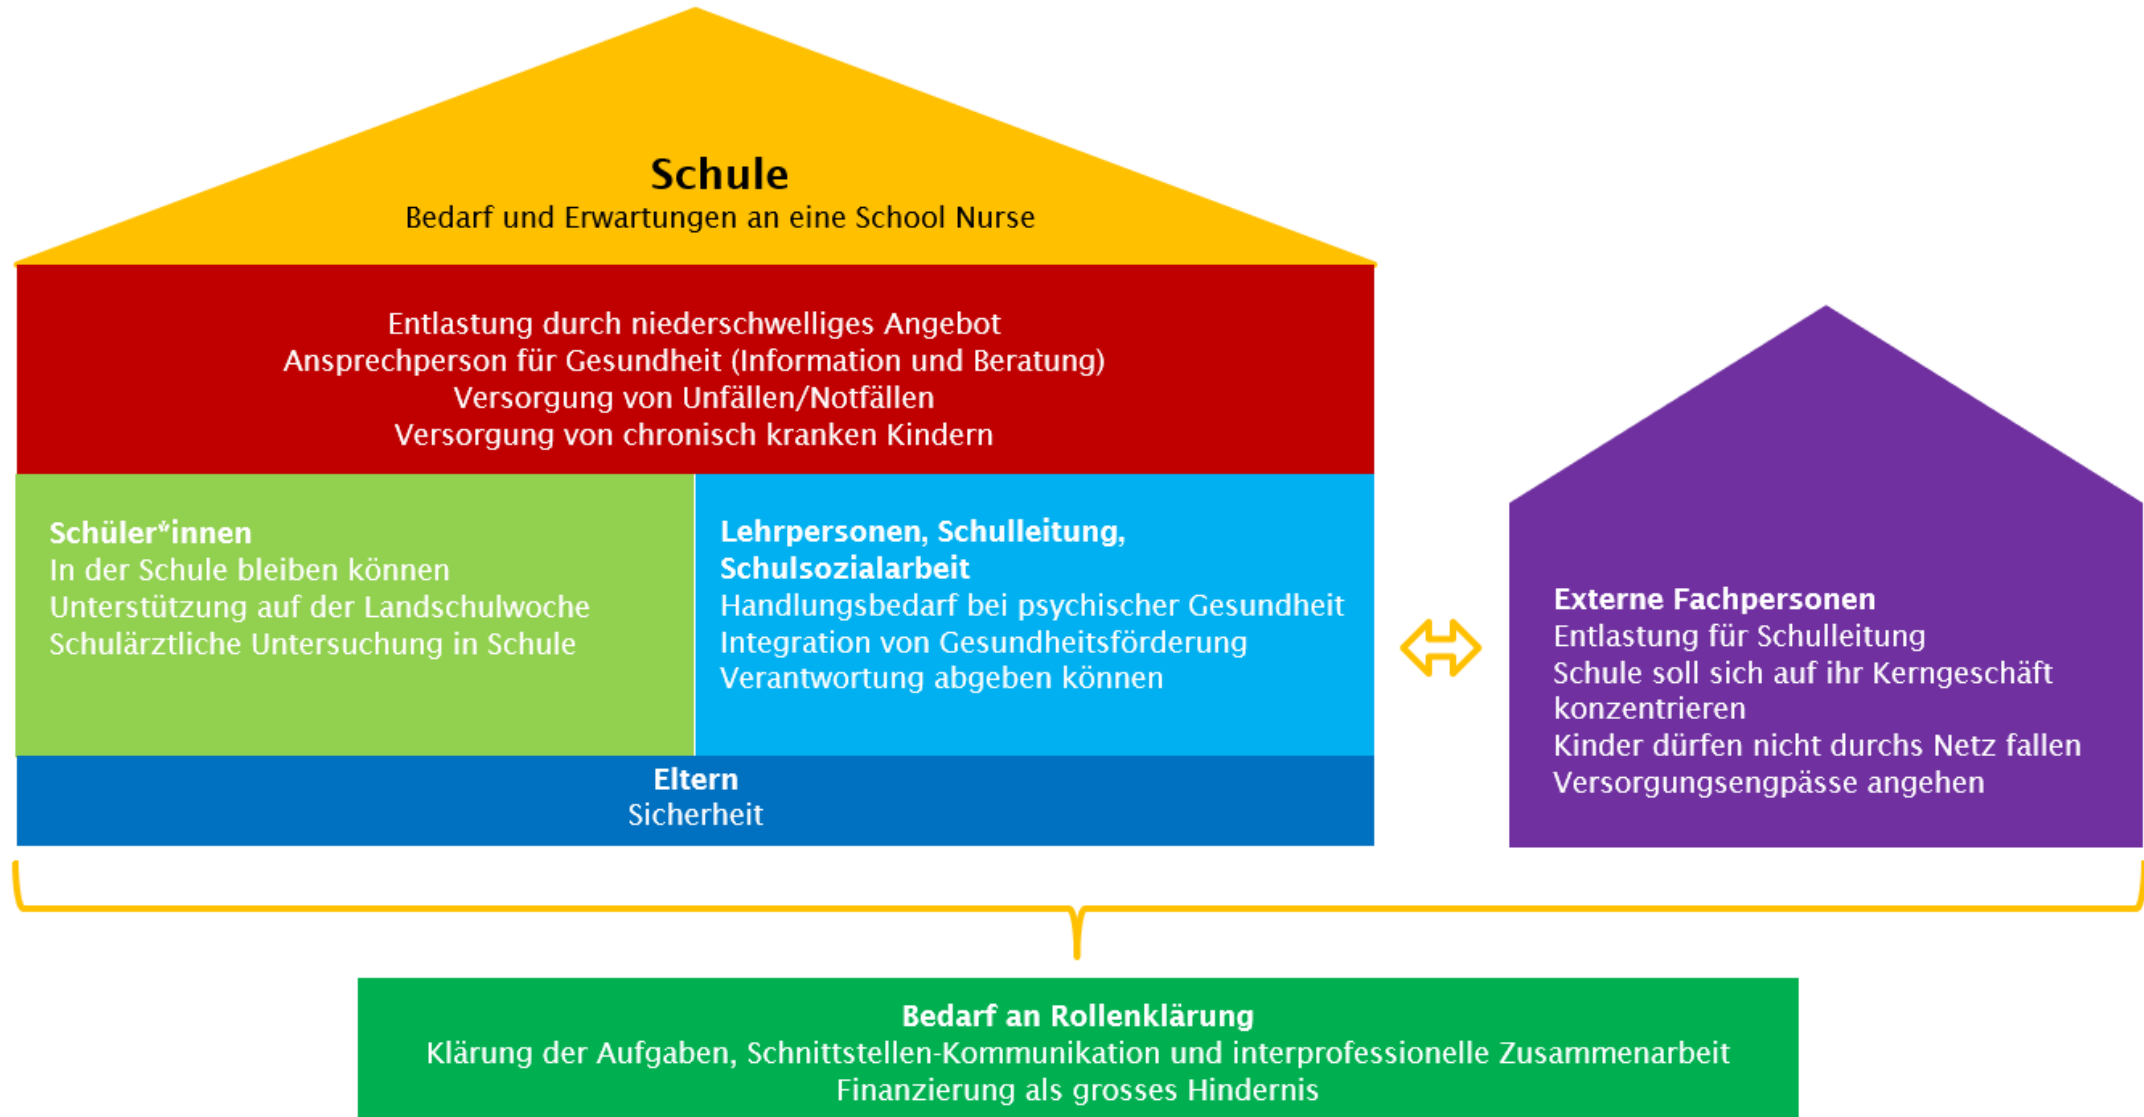 Schule
Bedarf und Erwartungen an eine School Nurse
Entlastung durch niederschwelliges Angebot
Ansprechperson für Gesundheit (Information und Beratung)
Versorgung von Unfällen/Notfällen
Versorgung von chronisch kranken Kindern
Schüler*innen
In der Schule bleiben können
Unterstützung auf der Landschulwoche
Schulärztliche Untersuchung in Schule
Lehrpersonen, Schulleitung,
Schulsozialarbeit
Handlungsbedarf bei psychischer Gesundheit
Integration von Gesundheitsförderung
Verantwortung abgeben können
Eltern
Sicherheit
Externe Fachpersonen
Entlastung für Schulleitung
Schule soll sich auf ihr Kerngeschäft
konzentrieren
Kinder dürfen nicht durchs Netz fallen
Versorgungsengpässe angehen
Bedarf an Rollenklärung
Klärung der Aufgaben, Schnittstellen-Kommunikation und interprofessionelle Zusammenarbeit
Finanzierung als grosses Hindernis